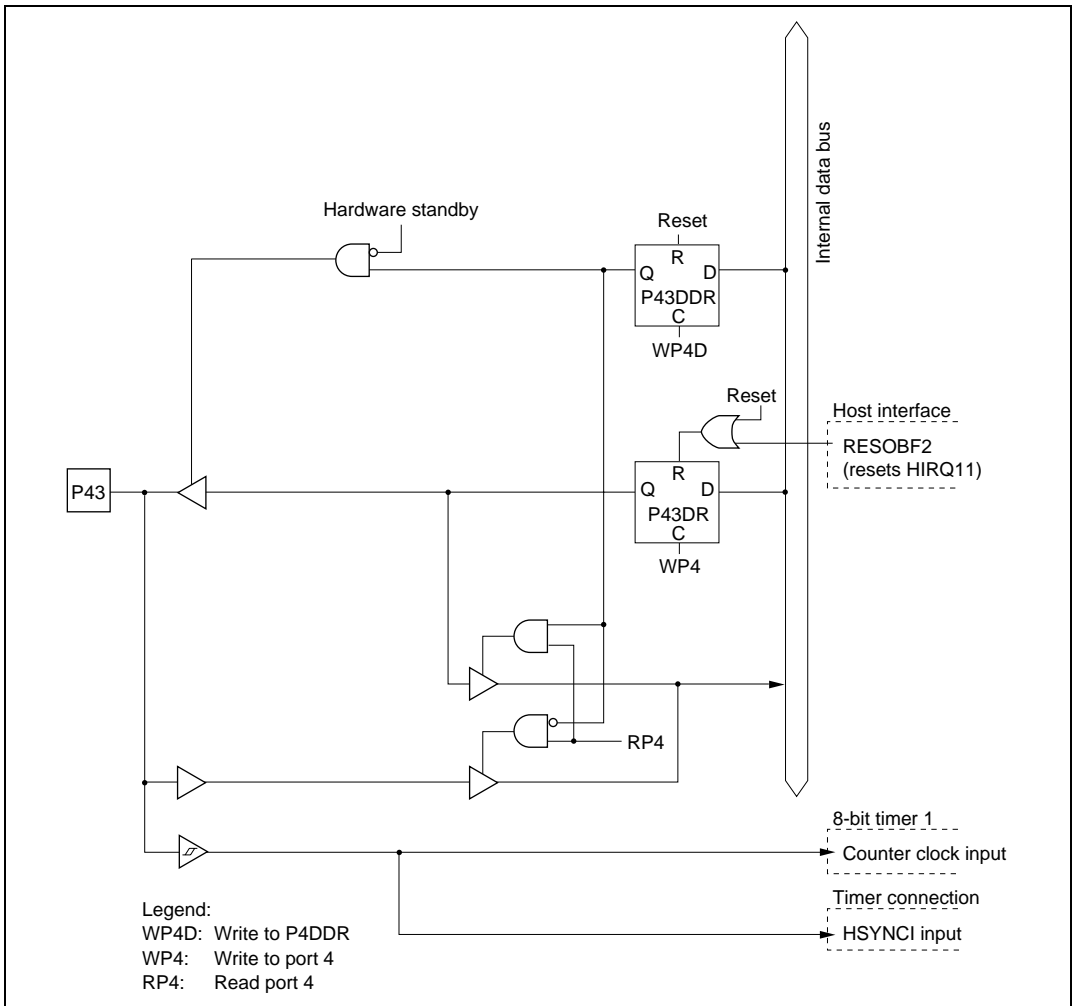 Internal data bus
Hardware standby
Reset
R
Q
D
P43DDR
C
WP4D
Reset
Host interface
RESOBF2
(resets HIRQ11)
P43
R
Q
D
P43DR
C
WP4
RP4
8-bit timer 1
Counter clock input
Timer connection
HSYNCI input
Legend:
WP4D: Write to P4DDR
WP4: Write to port 4
RP4: Read port 4